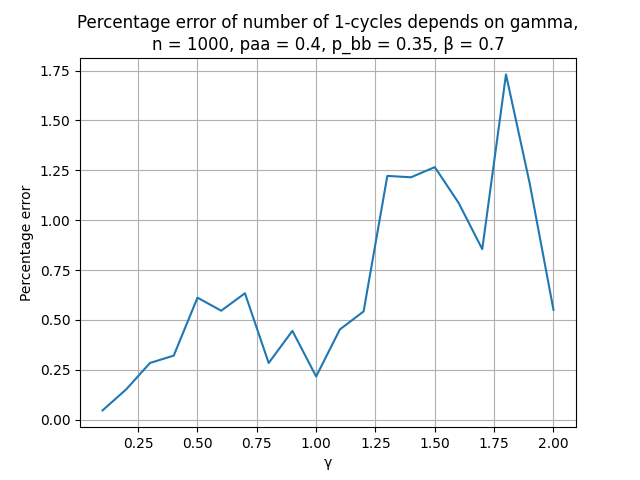 Percentage error of number of 1-cycles depends on gamma,
n = 1000, paa = 0.4, p_bb = 0.35, β = 0.7
Percentage error
1.75
1.50
1.25
1.00
0.75
0.50
0.25
0.00
0.25 0.50 0.75 1.00 1.25 1.50 1.75 2.00
γ